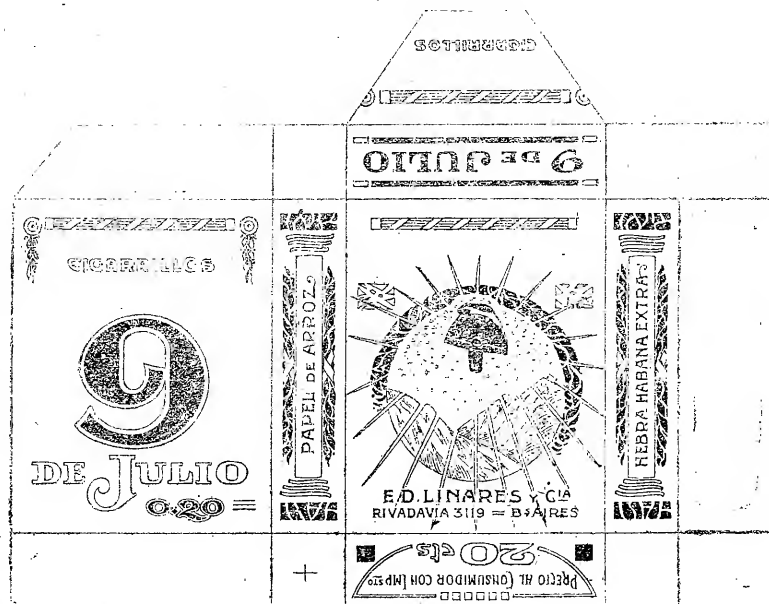 CIGARRILLOS
9 DE JULIO
CIGARRILLOS
9
DE JULIO
0.20
PAPEL DE ARROZ
E.D. LINARES Y CIA
RIVADAVIA 3119 = Bs AIRES
HEBRA HABANA EXTRA
20 cts
PRECIO AL CONSUMIDOR CON IMPSTO